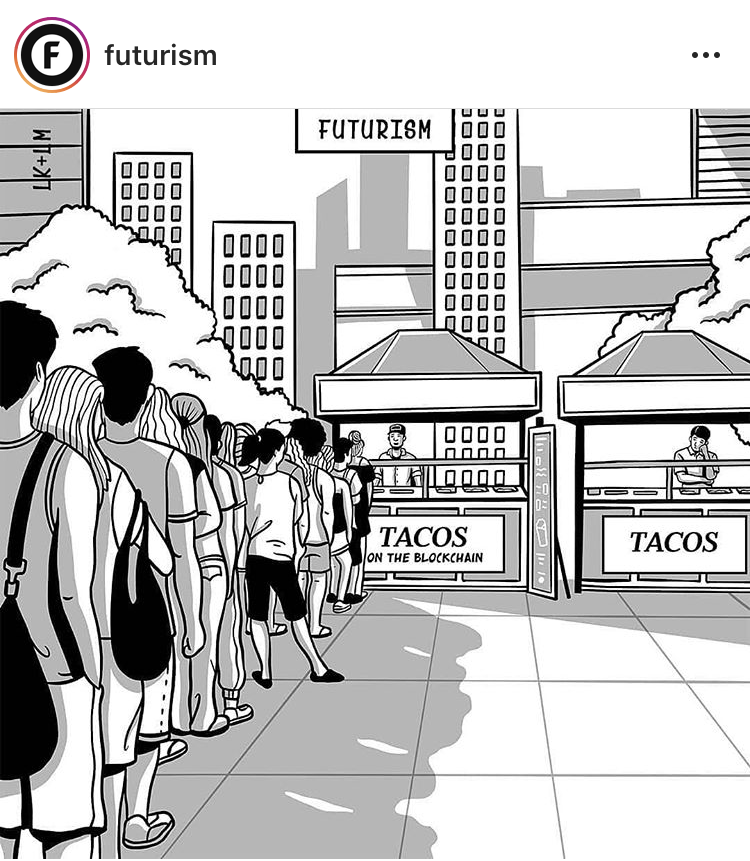 F futurism
LK+LM
FUTURISM
TACOS
ON THE BLOCKCHAIN
TACOS